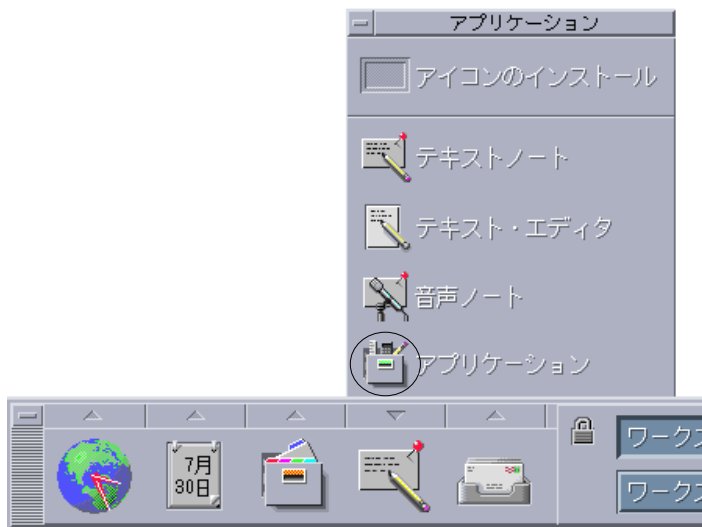 アプリケーション
アイコンのインストール
テキストノート
テキスト・エディタ
音声ノート
アプリケーション
7月
30日
ワークス
ワークス